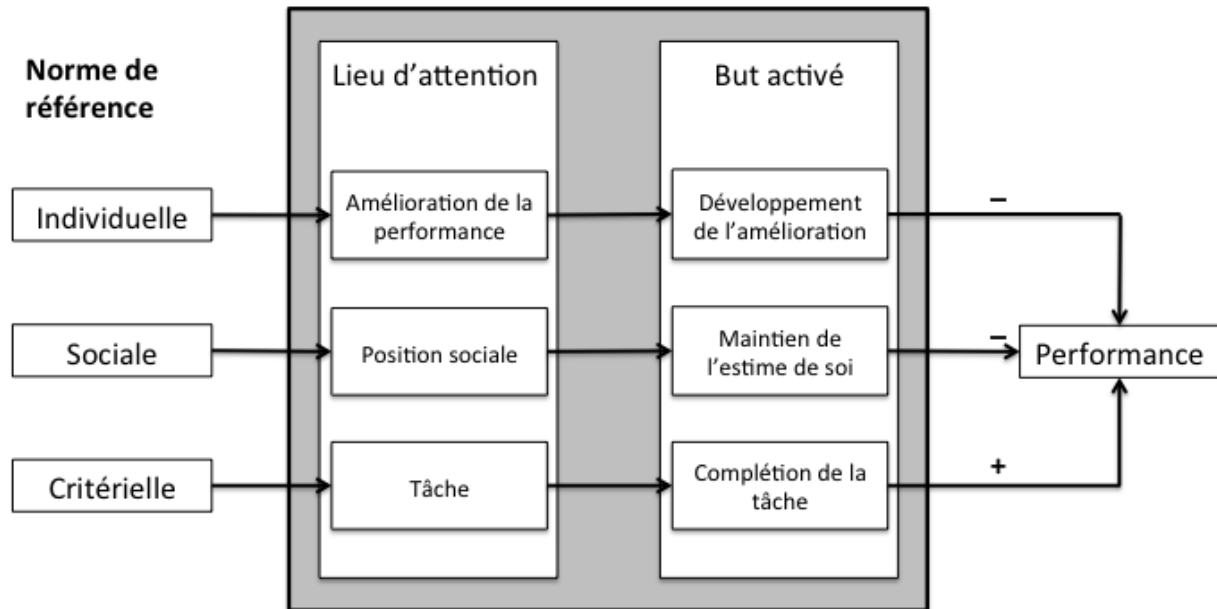 Norme de
référence
Lieu d'attention
But activé
Individuelle
Amélioration de la
performance
Développement
de l'amélioration
–
Sociale
Position sociale
Maintien de
l'estime de soi
–
Performance
Critérielle
Tâche
Complétion de la
tâche
+